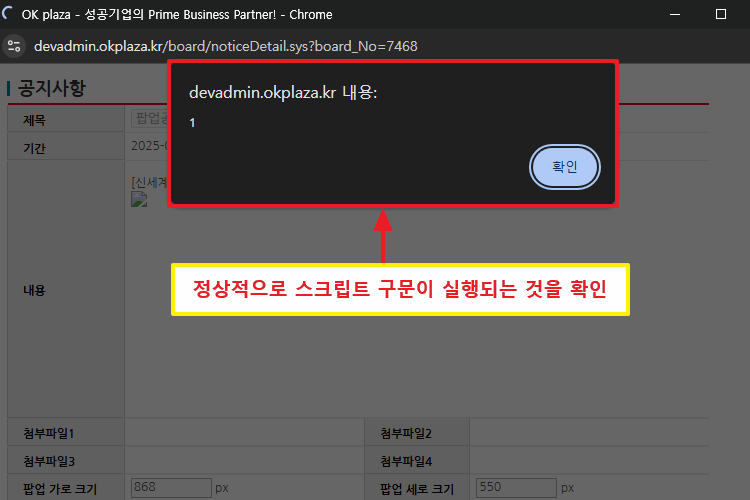 OK plaza - 성공기업의 Prime Business Partner! - Chrome
devadmin.okplaza.kr/board/noticeDetail.sys?board_No=7468
공지사항
devadmin.okplaza.kr 내용:
1
확인
제목
기간
2025-0
[신세계
정상적으로 스크립트 구문이 실행되는 것을 확인
내용
첨부파일1
첨부파일2
첨부파일3
첨부파일4
팝업 가로 크기 868 px
팝업 세로 크기 550 px